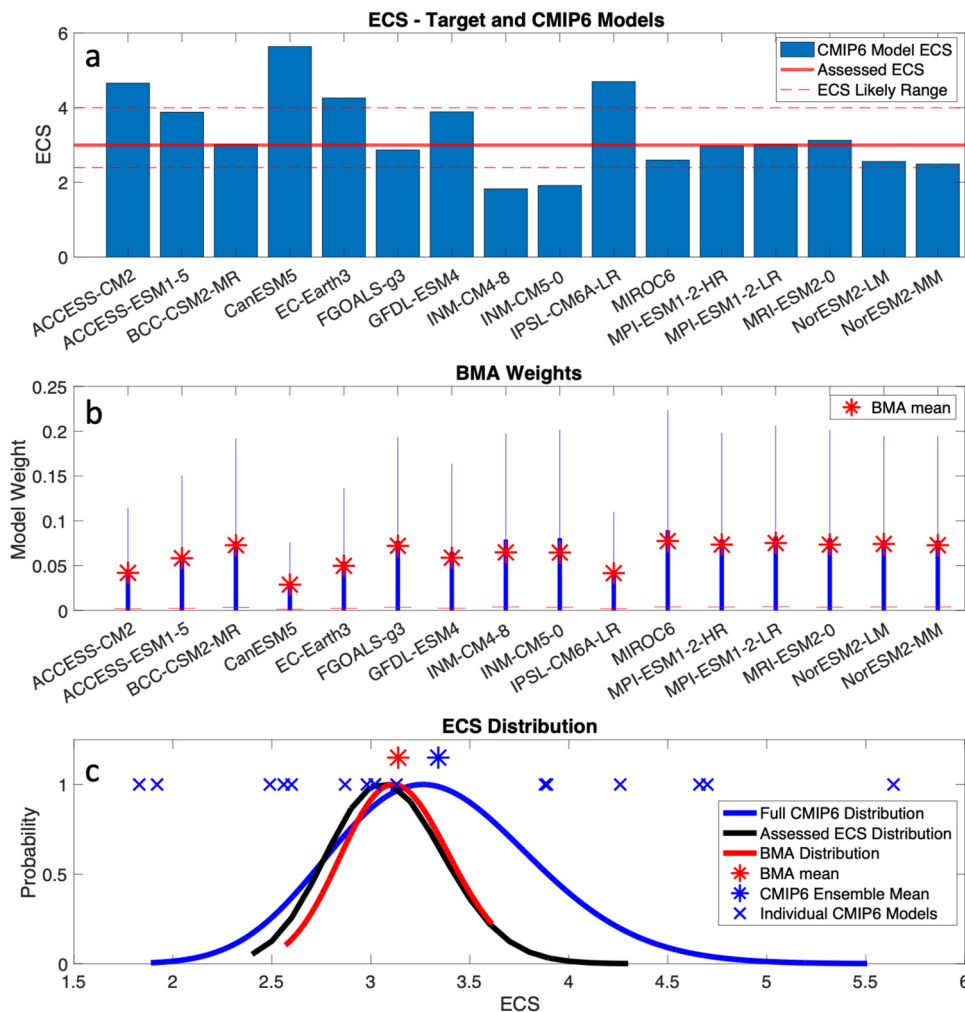 ECS - Target and CMIP6 Models
a
6
4
2
0
ECS
CMIP6 Model ECS
Assessed ECS
ECS Likely Range
ACCESS-CM2
ACCESS-ESM1-5
BCC-CSM2-MR
CanESM5
EC-Earth3
FGOALS-g3
GFDL-ESM4
INM-CM4-8
INM-CM5-0
IPSL-CM6A-LR
MIROC6
MPI-ESM1-2-HR
MPI-ESM1-2-LR
MRI-ESM2-0
NorESM2-LM
NorESM2-MM
BMA Weights
b
0.25
0.2
0.15
0.1
0.05
0
Model Weight
BMA mean
ACCESS-CM2
ACCESS-ESM1-5
BCC-CSM2-MR
CanESM5
EC-Earth3
FGOALS-g3
GFDL-ESM4
INM-CM4-8
INM-CM5-0
IPSL-CM6A-LR
MIROC6
MPI-ESM1-2-HR
MPI-ESM1-2-LR
MRI-ESM2-0
NorESM2-LM
NorESM2-MM
ECS Distribution
c
1
0.5
0
Probability
Full CMIP6 Distribution
Assessed ECS Distribution
BMA Distribution
BMA mean
CMIP6 Ensemble Mean
Individual CMIP6 Models
1.5 2 2.5 3 3.5 4 4.5 5 5.5 6
ECS